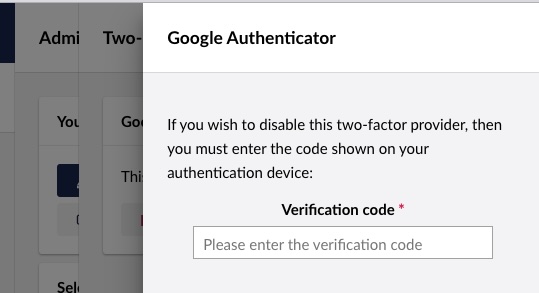 Admi
Two-
Google Authenticator
You
Goo
If you wish to disable this two-factor provider, then
you must enter the code shown on your
authentication device:
This
Verification code *
Please enter the verification code
Sele